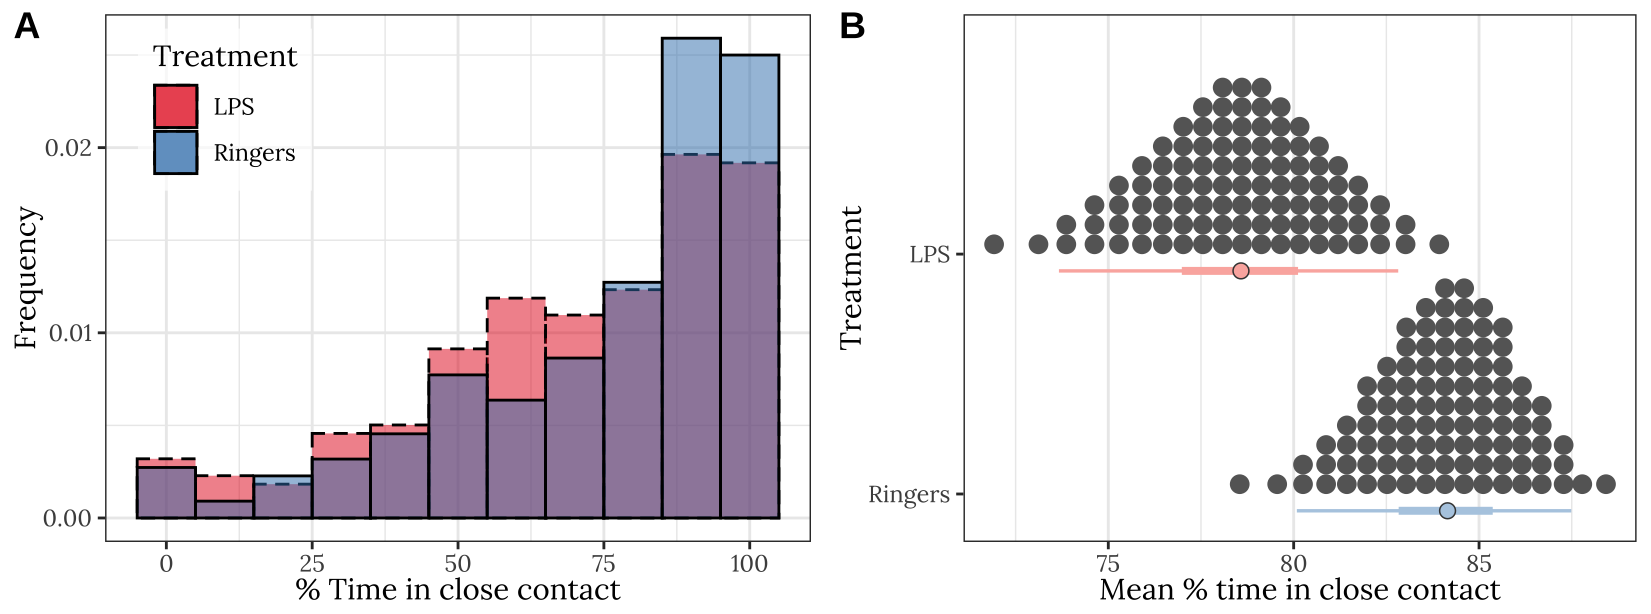 A
Treatment
LPS
Ringers
Frequency
0.02
0.01
0.00
0 25 50 75 100
% Time in close contact
B
Treatment
LPS
Ringers
75 80 85
Mean % time in close contact